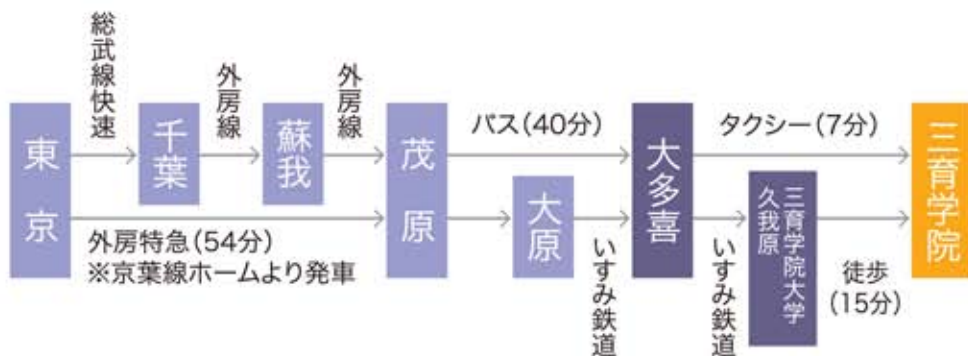 東京
総武線快速
千葉
外房線
蘇我
外房線
外房特急(54分)
※京葉線ホームより発車
茂原
バス(40分)
大原
いすみ鉄道
大多喜
タクシー(7分)
いすみ鉄道
三育学院大学
久我原
徒歩
(15分)
三育学院